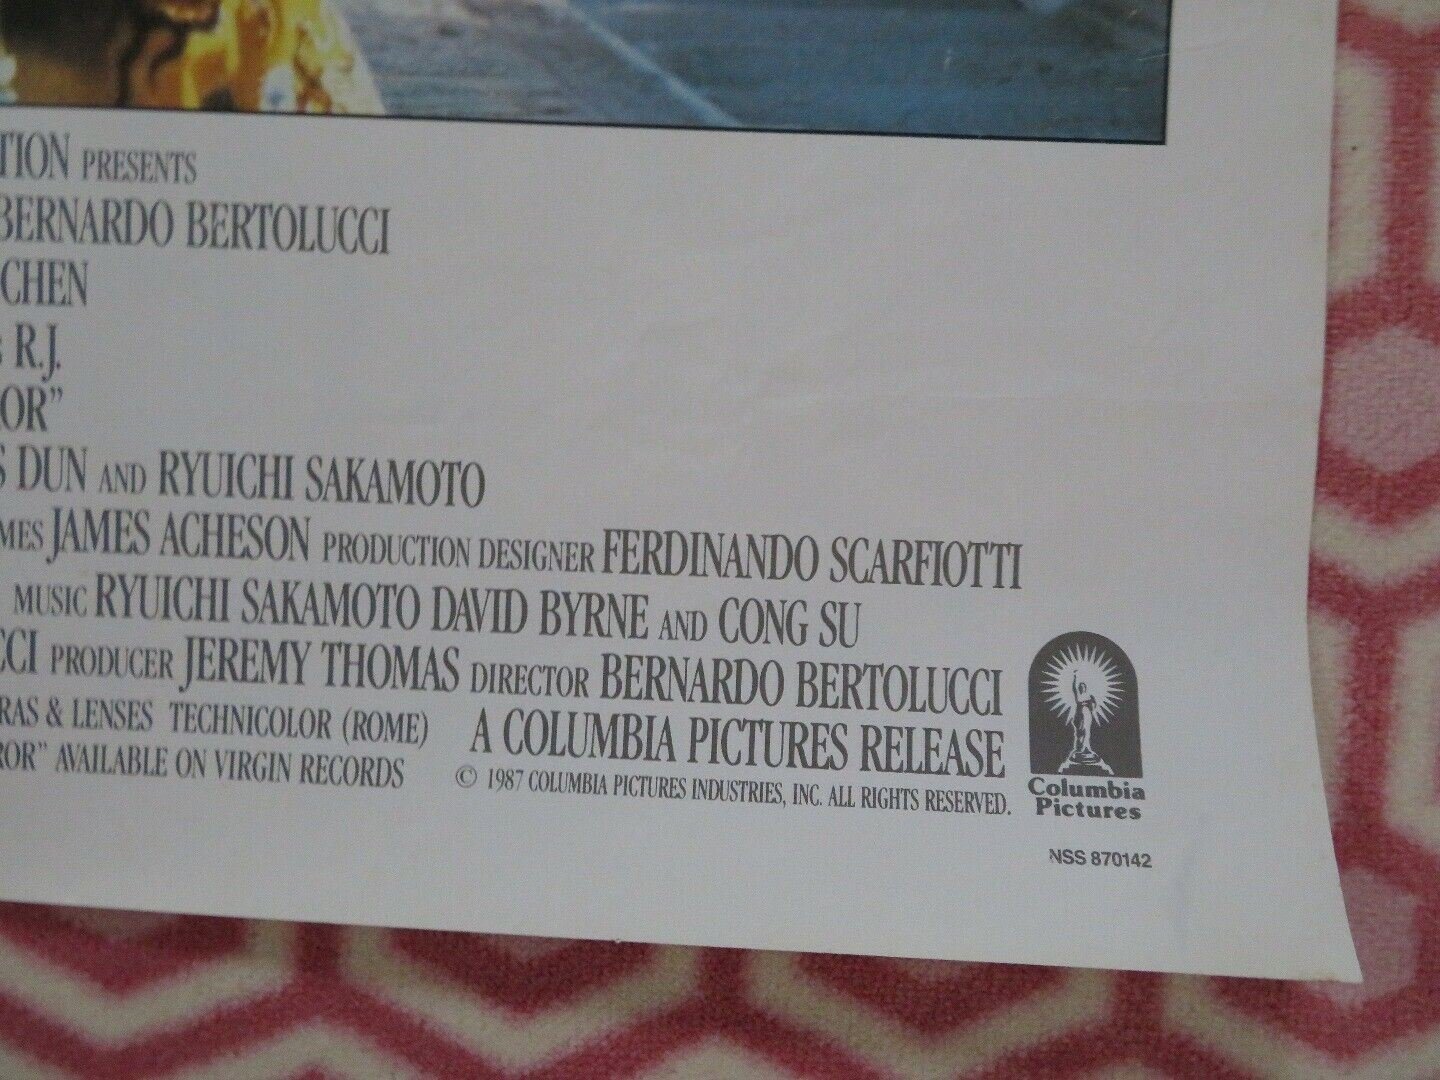 TION PRESENTS
BERNARDO BERTOLUCCI
CHEN
R.J.
OR”
DUN AND RYUICHI SAKAMOTO
MES JAMES ACHESON PRODUCTION DESIGNER FERDINANDO SCARFIOTTI
MUSIC RYUICHI SAKAMOTO DAVID BYRNE AND CONG SU
CCI PRODUCER JEREMY THOMAS DIRECTOR BERNARDO BERTOLUCCI
RAS & LENSES TECHNICOLOR (ROME)
A COLUMBIA PICTURES RELEASE
ROR” AVAILABLE ON VIRGIN RECORDS
© 1987 COLUMBIA PICTURES INDUSTRIES, INC. ALL RIGHTS RESERVED.
Columbia
Pictures
NSS 870142